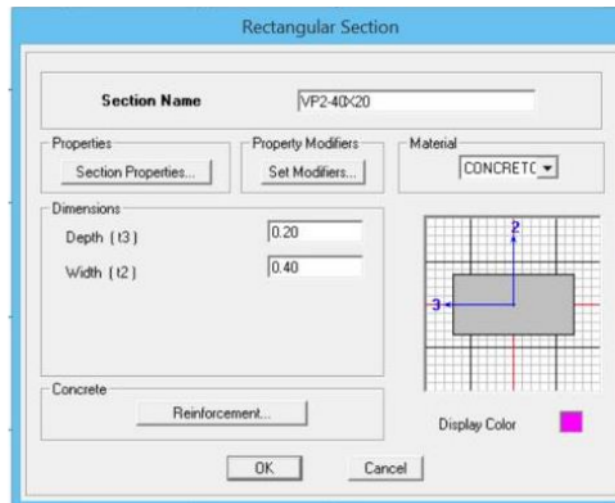 Rectangular Section
Section Name VP2-40X20
Properties Property Modifiers Material
Section Properties... Set Modifiers... CONCRETC
Dimensions
Depth ( t3 ) 0.20
Width ( t2 ) 0.40
2
3
Concrete
Reinforcement...
Display Color
OK Cancel